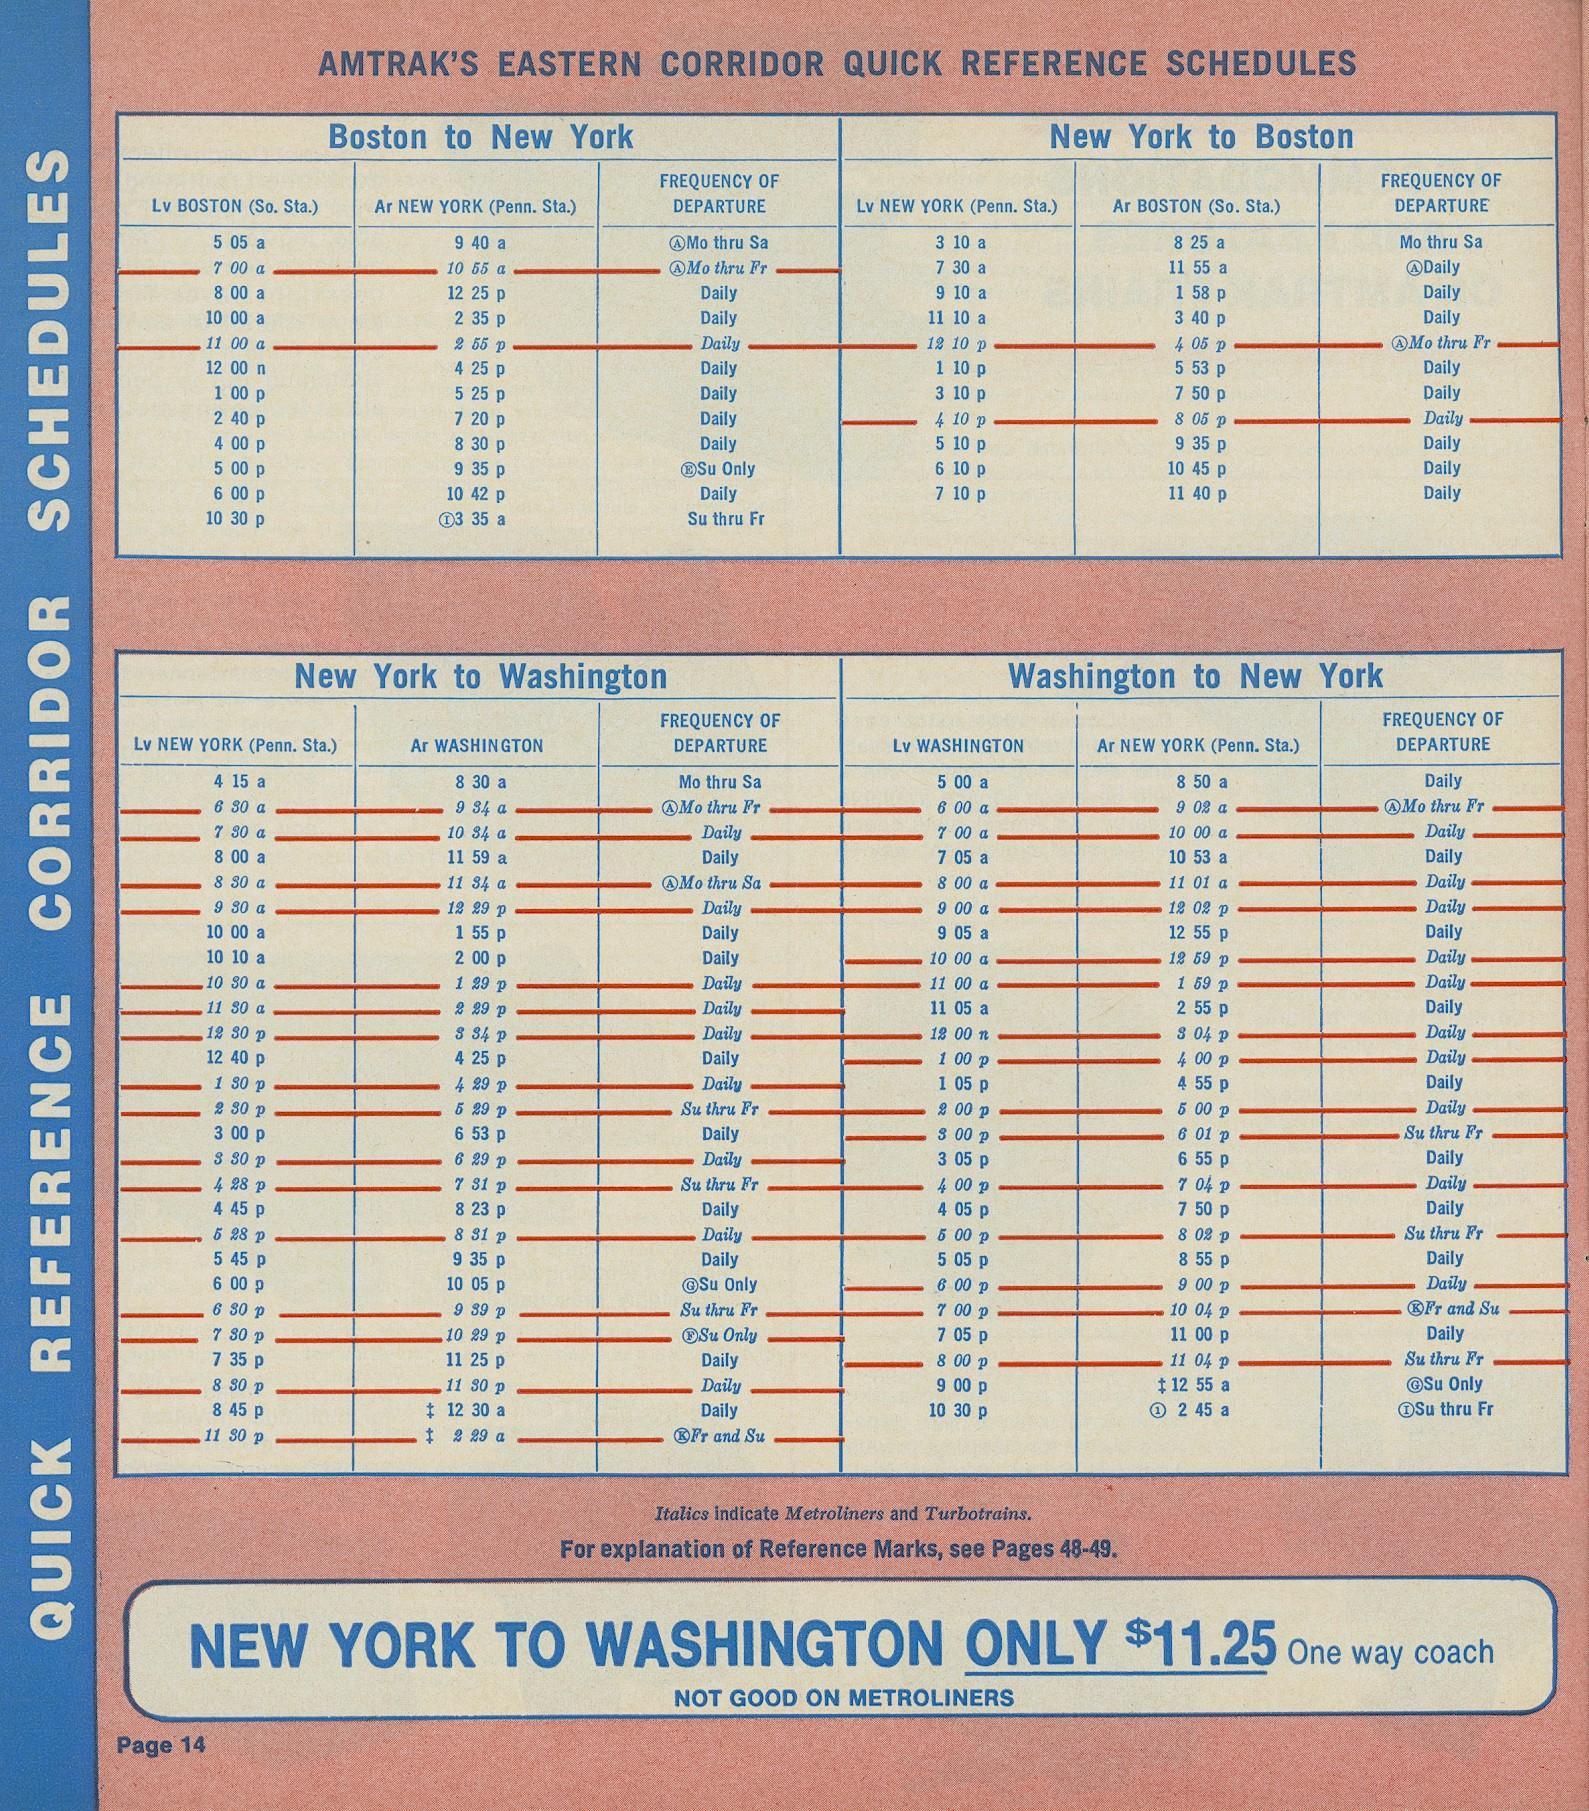 QUICK REFERENCE CORRIDOR SCHEDULES
AMTRAK'S EASTERN CORRIDOR QUICK REFERENCE SCHEDULES
Boston to New York
Lv BOSTON (So. Sta.) Ar NEW YORK (Penn. Sta.) FREQUENCY OF DEPARTURE
5 05 a 9 40 a ⒶMo thru Sa
7 00 a 10 55 a ⒶMo thru Fr
8 00 a 12 25 p Daily
10 00 a 2 35 p Daily
11 00 a 2 55 p Daily
12 00 n 4 25 p Daily
1 00 p 5 25 p Daily
2 40 p 7 20 p Daily
4 00 p 8 30 p Daily
5 00 p 9 35 p ⒺSu Only
6 00 p 10 42 p Daily
10 30 p Ⓘ3 35 a Su thru Fr
New York to Boston
Lv NEW YORK (Penn. Sta.) Ar BOSTON (So. Sta.) FREQUENCY OF DEPARTURE
3 10 a 8 25 a Mo thru Sa
7 30 a 11 55 a ⒶDaily
9 10 a 1 58 p Daily
11 10 a 3 40 p Daily
12 10 p 4 05 p ⒶMo thru Fr
1 10 p 5 53 p Daily
3 10 p 7 50 p Daily
4 10 p 8 05 p Daily
5 10 p 9 35 p Daily
6 10 p 10 45 p Daily
7 10 p 11 40 p Daily
New York to Washington
Lv NEW YORK (Penn. Sta.) Ar WASHINGTON FREQUENCY OF DEPARTURE
4 15 a 8 30 a Mo thru Sa
6 30 a 9 34 a ⒶMo thru Fr
7 30 a 10 34 a Daily
8 00 a 11 59 a Daily
8 30 a 11 34 a ⒶMo thru Sa
9 30 a 12 29 p Daily
10 00 a 1 55 p Daily
10 10 a 2 00 p Daily
10 30 a 1 29 p Daily
11 30 a 2 29 p Daily
12 30 p 3 34 p Daily
12 40 p 4 25 p Daily
1 30 p 4 29 p Daily
2 30 p 5 29 p Su thru Fr
3 00 p 6 53 p Daily
3 30 p 6 29 p Daily
4 28 p 7 31 p Su thru Fr
4 45 p 8 23 p Daily
5 28 p 8 31 p Daily
5 45 p 9 35 p Daily
6 00 p 10 05 p ⒼSu Only
6 30 p 9 39 p Su thru Fr
7 30 p 10 29 p ⒻSu Only
7 35 p 11 25 p Daily
8 30 p 11 30 p Daily
8 45 p ‡ 12 30 a Daily
11 30 p ‡ 2 29 a ⓀFr and Su
Washington to New York
Lv WASHINGTON Ar NEW YORK (Penn. Sta.) FREQUENCY OF DEPARTURE
5 00 a 8 50 a Daily
6 00 a 9 02 a ⒶMo thru Fr
7 00 a 10 00 a Daily
7 05 a 10 53 a Daily
8 00 a 11 01 a Daily
9 00 a 12 02 p Daily
9 05 a 12 55 p Daily
10 00 a 12 59 p Daily
11 00 a 1 59 p Daily
11 05 a 2 55 p Daily
12 00 n 3 04 p Daily
1 00 p 4 00 p Daily
1 05 p 4 55 p Daily
2 00 p 5 00 p Daily
3 00 p 6 01 p Su thru Fr
3 05 p 6 55 p Daily
4 00 p 7 04 p Daily
4 05 p 7 50 p Daily
5 00 p 8 02 p Su thru Fr
5 05 p 8 55 p Daily
6 00 p 9 00 p Daily
7 00 p 10 04 p ⓀFr and Su
7 05 p 11 00 p Daily
8 00 p 11 04 p Su thru Fr
9 00 p ‡12 55 a ⒼSu Only
10 30 p ① 2 45 a ⒾSu thru Fr
Italics indicate Metroliners and Turbotrains.
For explanation of Reference Marks, see Pages 48-49.
NEW YORK TO WASHINGTON ONLY $11.25 One way coach
NOT GOOD ON METROLINERS
Page 14